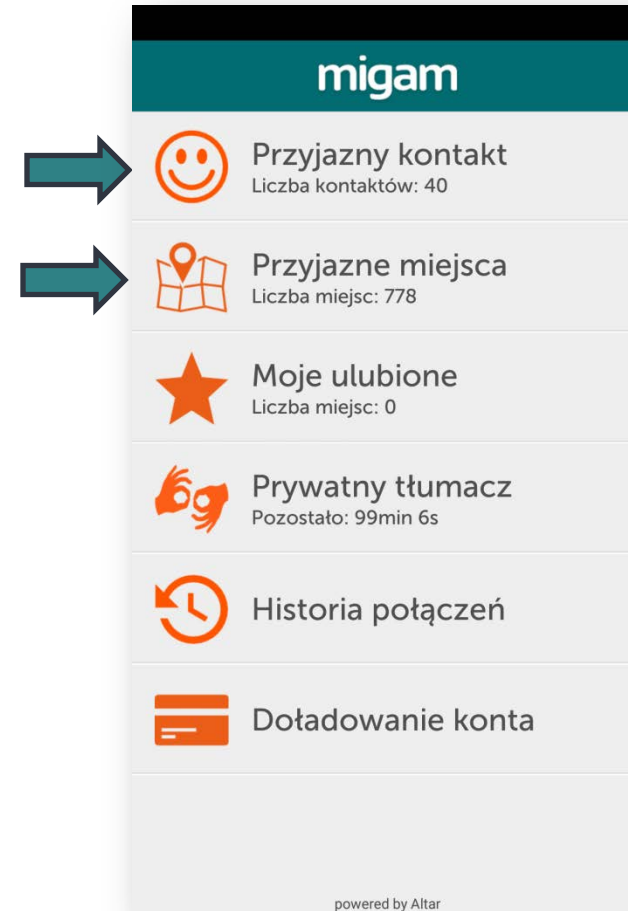 migam
Przyjazny kontakt
Liczba kontaktów: 40
Przyjazne miejsca
Liczba miejsc: 778
Moje ulubione
Liczba miejsc: 0
Prywatny tłumacz
Pozostało: 99min 6s
Historia połączeń
Doładowanie konta
powered by Altar